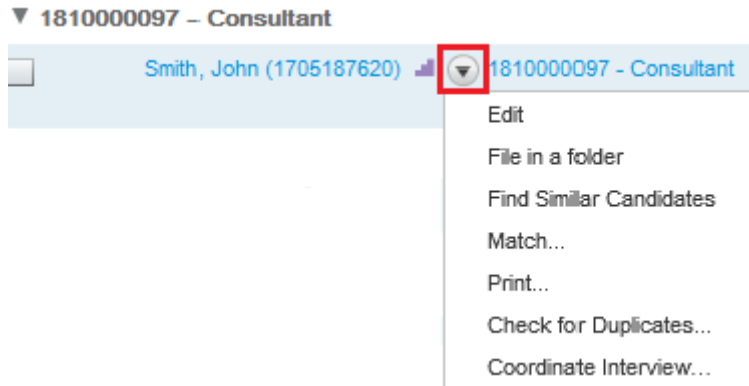 1810000097 – Consultant
Smith, John (1705187620) 1810000097 - Consultant
Edit
File in a folder
Find Similar Candidates
Match...
Print...
Check for Duplicates...
Coordinate Interview...